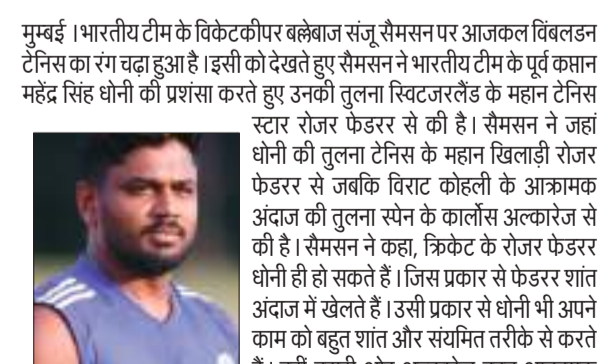 मुम्बई ।भारतीय टीम के विकेटकीपर बल्लेबाज संजू सैमसन पर आजकल विंबलडन
टेनिस का रंग चढ़ा हुआ है ।इसी को देखते हुए सैमसन ने भारतीय टीम के पूर्व कप्तान
महेंद्र सिंह धोनी की प्रशंसा करते हुए उनकी तुलना स्विटजरलैंड के महान टेनिस
स्टार रोजर फेडरर से की है। सैमसन ने जहां
धोनी की तुलना टेनिस के महान खिलाड़ी रोजर
फेडरर से जबकि विराट कोहली के आक्रामक
अंदाज की तुलना स्पेन के कार्लोस अल्कारेज से
की है। सैमसन ने कहा, क्रिकेट के रोजर फेडरर
धोनी ही हो सकते हैं ।जिस प्रकार से फेडरर शांत
अंदाज में खेलते हैं ।उसी प्रकार से धोनी भी अपने
काम को बहुत शांत और संयमित तरीके से करते